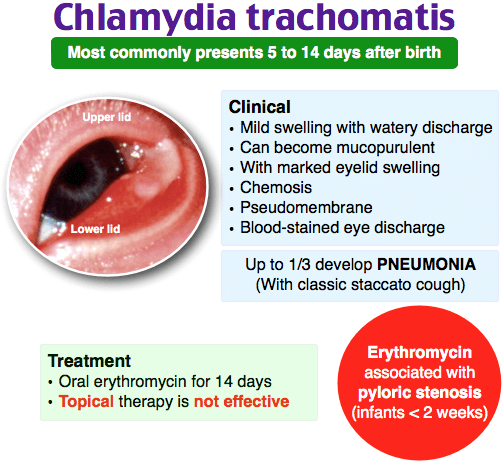 Chlamydia trachomatis
Most commonly presents 5 to 14 days after birth
Upper lid
Lower lid
Clinical
• Mild swelling with watery discharge
• Can become mucopurulent
• With marked eyelid swelling
• Chemosis
• Pseudomembrane
• Blood-stained eye discharge
Up to 1/3 develop PNEUMONIA
(With classic staccato cough)
Treatment
• Oral erythromycin for 14 days
• Topical therapy is not effective
Erythromycin
associated with
pyloric stenosis
(infants < 2 weeks)